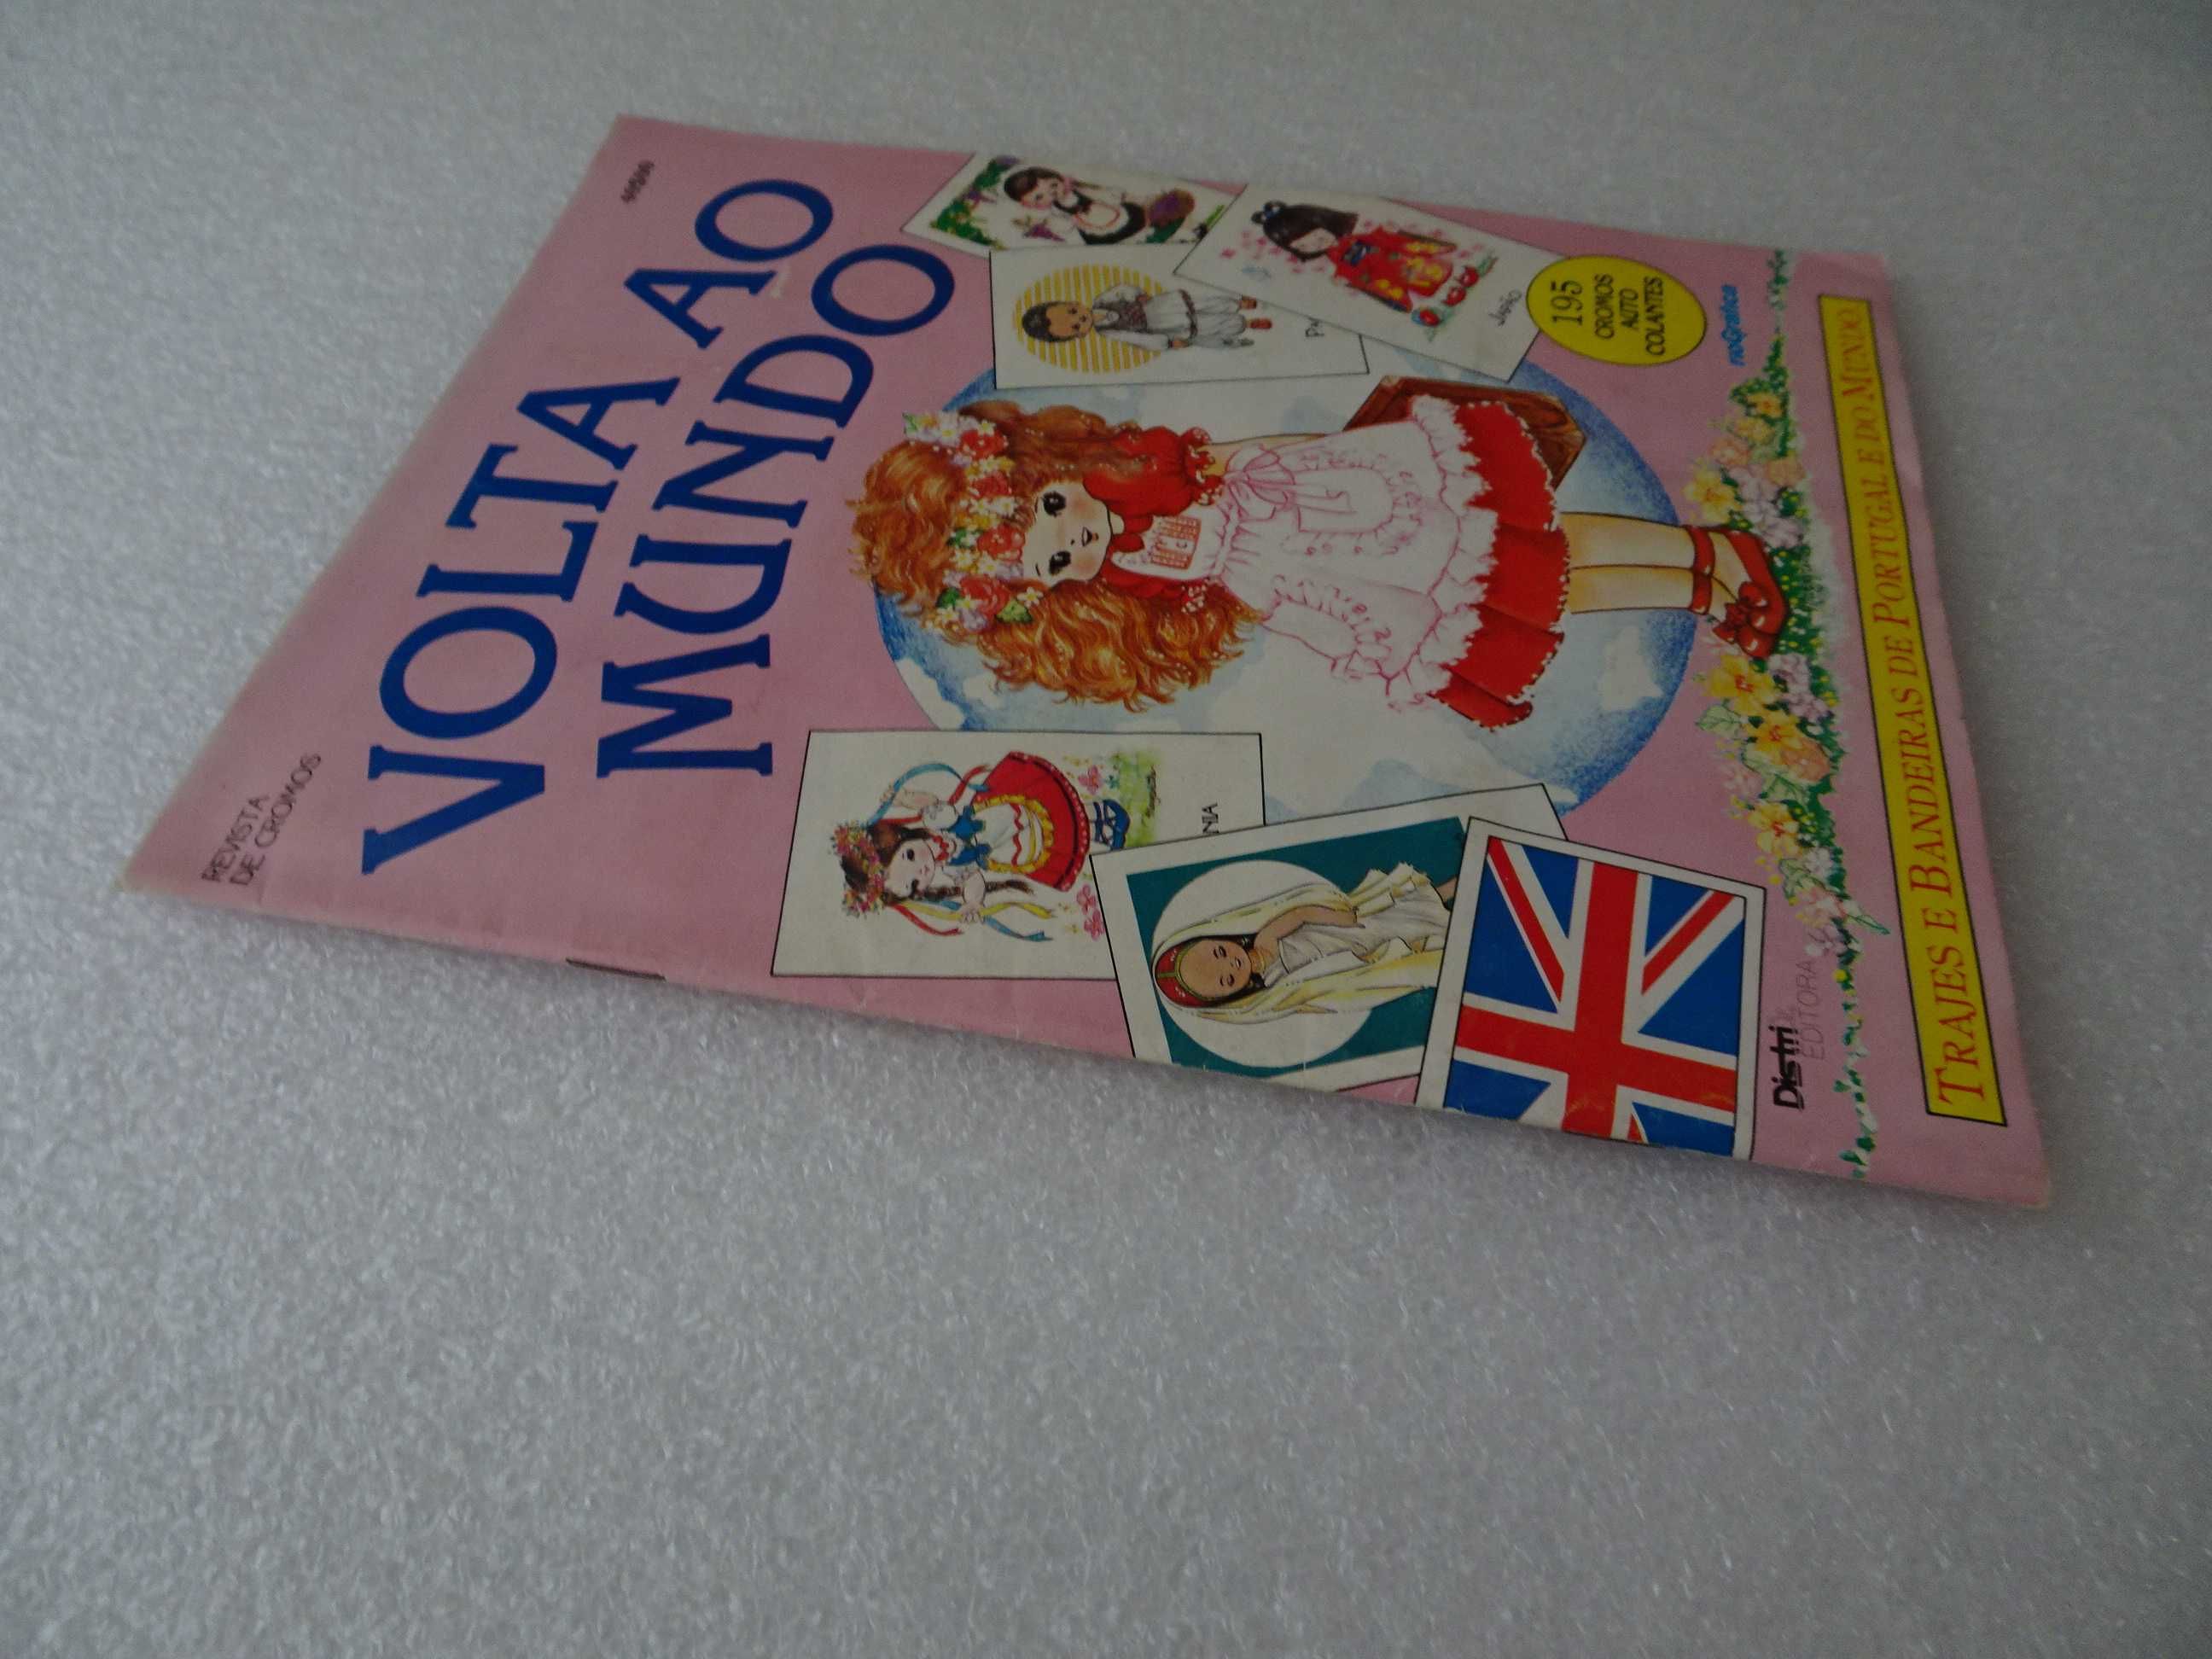 REVISTA
DE CROMOS
VOLTA AO
MUNDO
Japão
195
CROMOS
AUTO
COLANTES
NIA
Distri
EDITORA
TRAJES E BANDEIRAS DE PORTUGAL E DO MUNDO